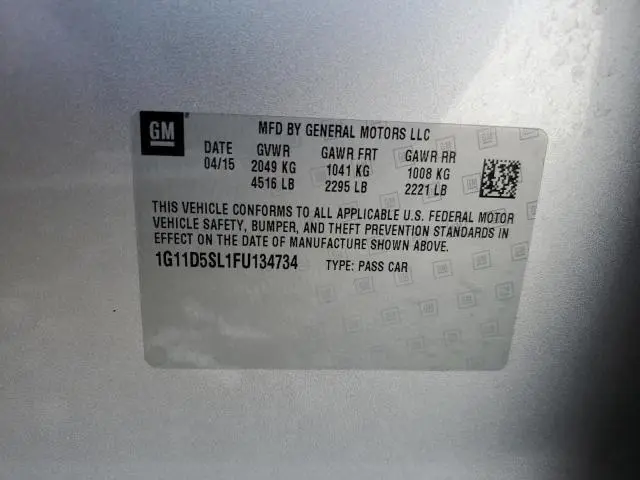 GM
MFD BY GENERAL MOTORS LLC
DATE GVWR GAWR FRT GAWR RR
04/15 2049 KG 1041 KG 1008 KG
4516 LB 2295 LB 2221 LB
THIS VEHICLE CONFORMS TO ALL APPLICABLE U.S. FEDERAL MOTOR
VEHICLE SAFETY, BUMPER, AND THEFT PREVENTION STANDARDS IN
EFFECT ON THE DATE OF MANUFACTURE SHOWN ABOVE.
1G11D5SL1FU134734 TYPE: PASS CAR